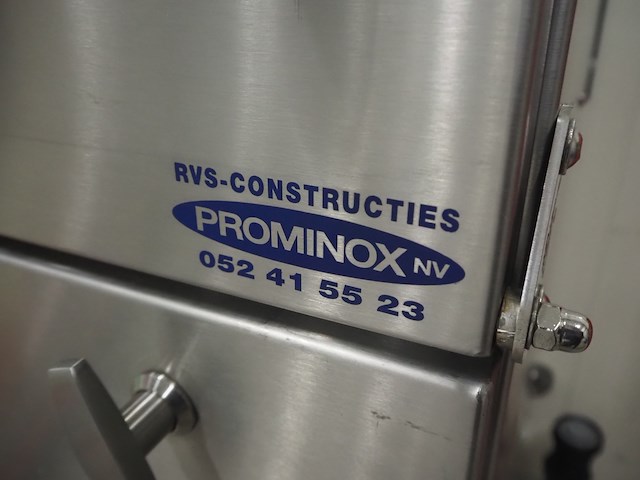 RVS-CONSTRUCTIES
PROMINOX NV
052 41 55 23